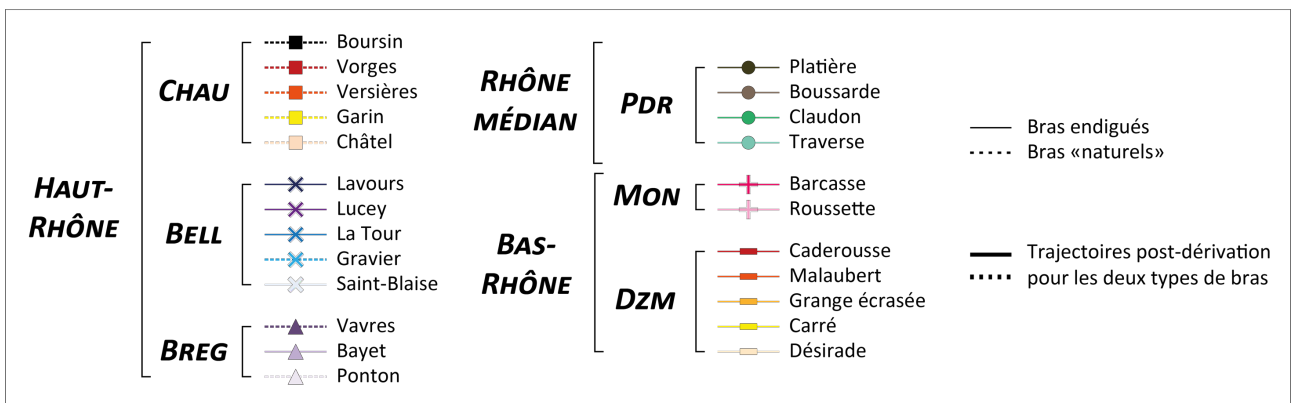 HAUT-
RHÔNE
CHAU
Boursin
Vorges
Versières
Garin
Châtel
BELL
Lavours
Lucey
La Tour
Gravier
Saint-Blaise
BREG
Vavres
Bayet
Ponton
RHÔNE
MÉDIAN
PDR
Platière
Boussarde
Claudon
Traverse
BAS-
RHÔNE
MON
Barcasse
Roussette
DZM
Caderousse
Malaubert
Grange écrasée
Carré
Désirade
Bras endigués
Bras «naturels»
Trajectoires post-dérivation
pour les deux types de bras